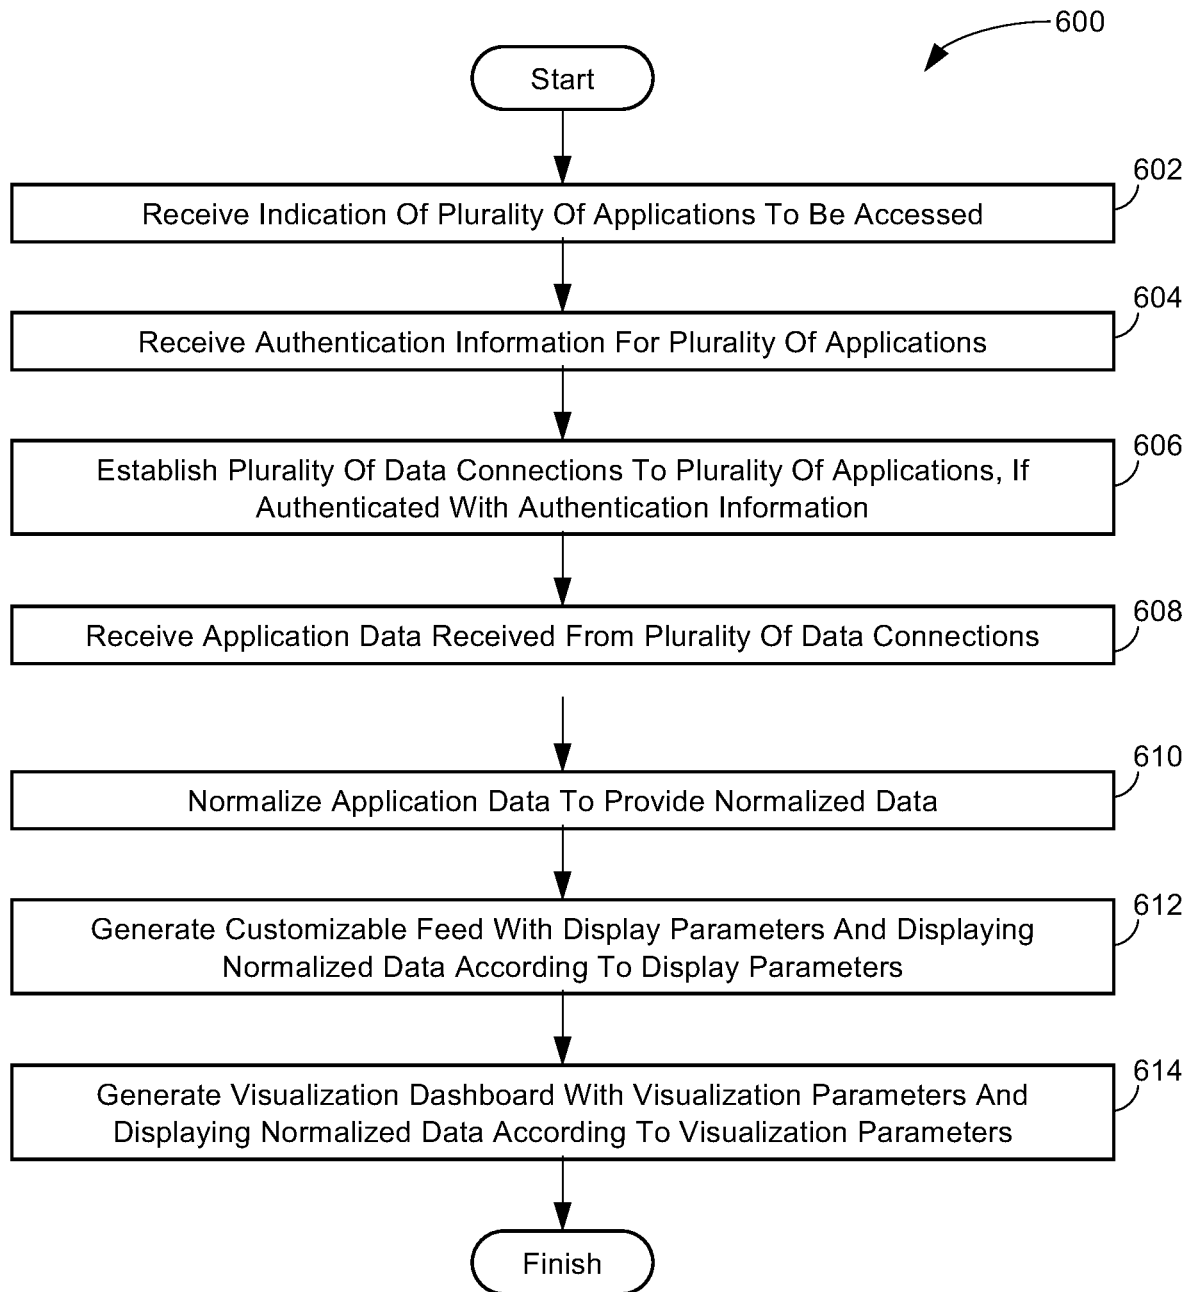 600
Start
602
Receive Indication Of Plurality Of Applications To Be Accessed
604
Receive Authentication Information For Plurality Of Applications
606
Establish Plurality Of Data Connections To Plurality Of Applications, If
Authenticated With Authentication Information
608
Receive Application Data Received From Plurality Of Data Connections
610
Normalize Application Data To Provide Normalized Data
612
Generate Customizable Feed With Display Parameters And Displaying
Normalized Data According To Display Parameters
614
Generate Visualization Dashboard With Visualization Parameters And
Displaying Normalized Data According To Visualization Parameters
Finish